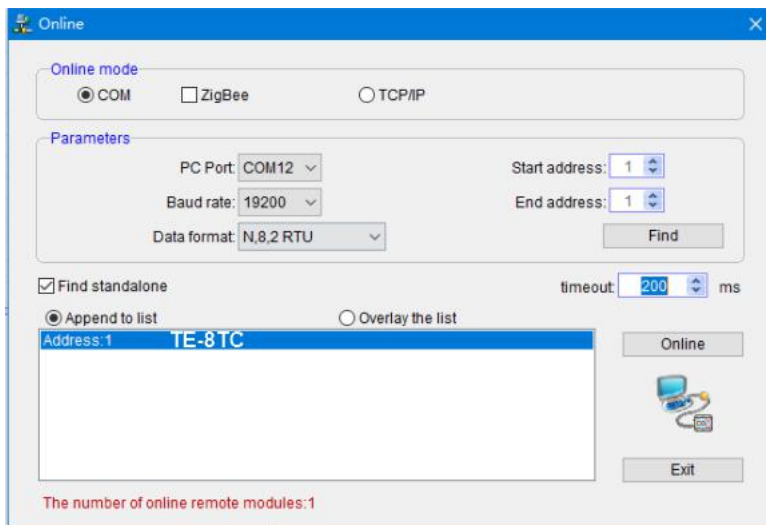 Online
Online mode
COM ZigBee TCP/IP
Parameters
PC Port: COM12 Start address: 1
Baud rate: 19200 End address: 1
Data format: N,8,2 RTU Find
Find standalone timeout: 200 ms
Append to list Overlay the list
Address:1 TE-8TC Online
Exit
The number of online remote modules:1